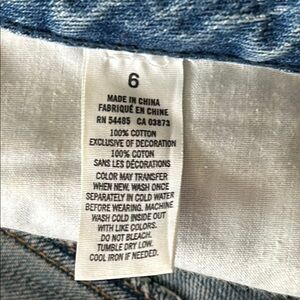 6
MADE IN CHINA
FABRIQUÉ EN CHINE
RN 54485 CA 03873
100% COTTON
EXCLUSIVE OF DECORATION
100% COTON
SANS LES DÉCORATIONS
COLOR MAY TRANSFER
WHEN NEW. WASH ONCE
SEPARATELY IN COLD WATER
BEFORE WEARING. MACHINE
WASH COLD INSIDE OUT
WITH LIKE COLORS.
DO NOT BLEACH.
TUMBLE DRY LOW.
COOL IRON IF NEEDED.